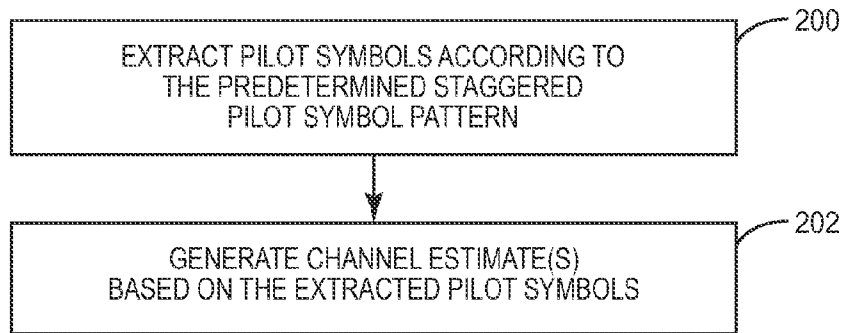 200
EXTRACT PILOT SYMBOLS ACCORDING TO
THE PREDETERMINED STAGGERED
PILOT SYMBOL PATTERN
202
GENERATE CHANNEL ESTIMATE(S)
BASED ON THE EXTRACTED PILOT SYMBOLS